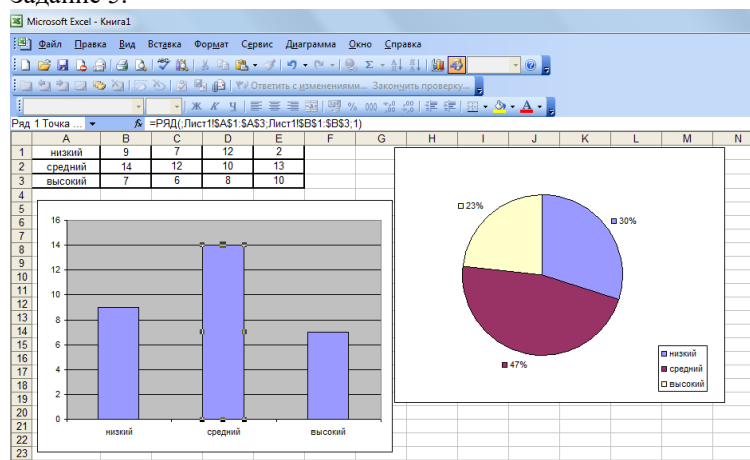 Microsoft Excel - Книга1
Файл Правка Вид Вставка Формат Сервис Диаграмма Окно Справка
Ответить с изменениями... Закончить проверку...
Ж К Ч % 000
Ряд 1 Точка ... fx =РЯД(;Лист1!$A$1:$A$3;Лист1!$B$1:$B$3;1)
A B C D E F G H I J K L M N
1 низкий 9 7 12 2
2 средний 14 12 10 13
3 высокий 7 6 8 10
4
5
6
7
8
9
10
11
12
13
14
15
16
17
18
19
20
21
22
23
16
14
12
10
8
6
4
2
0
низкий средний высокий
23%
30%
47%
низкий
средний
высокий